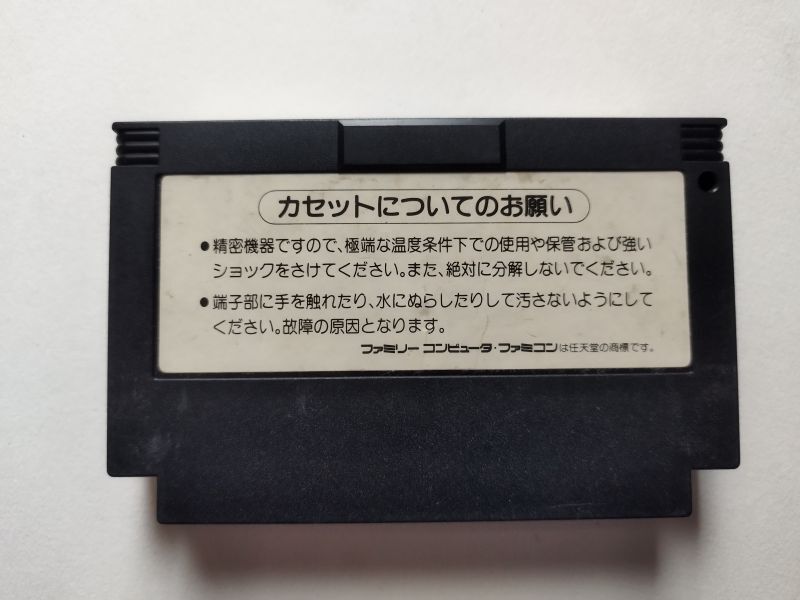 カセットについてのお願い
●精密機器ですので、極端な温度条件下での使用や保管および強い
ショックをさけてください。また、絶対に分解しないでください。
●端子部に手を触れたり、水にぬらしたりして汚さないようにして
ください。故障の原因となります。
ファミリーコンピュータ・ファミコンは任天堂の商標です。